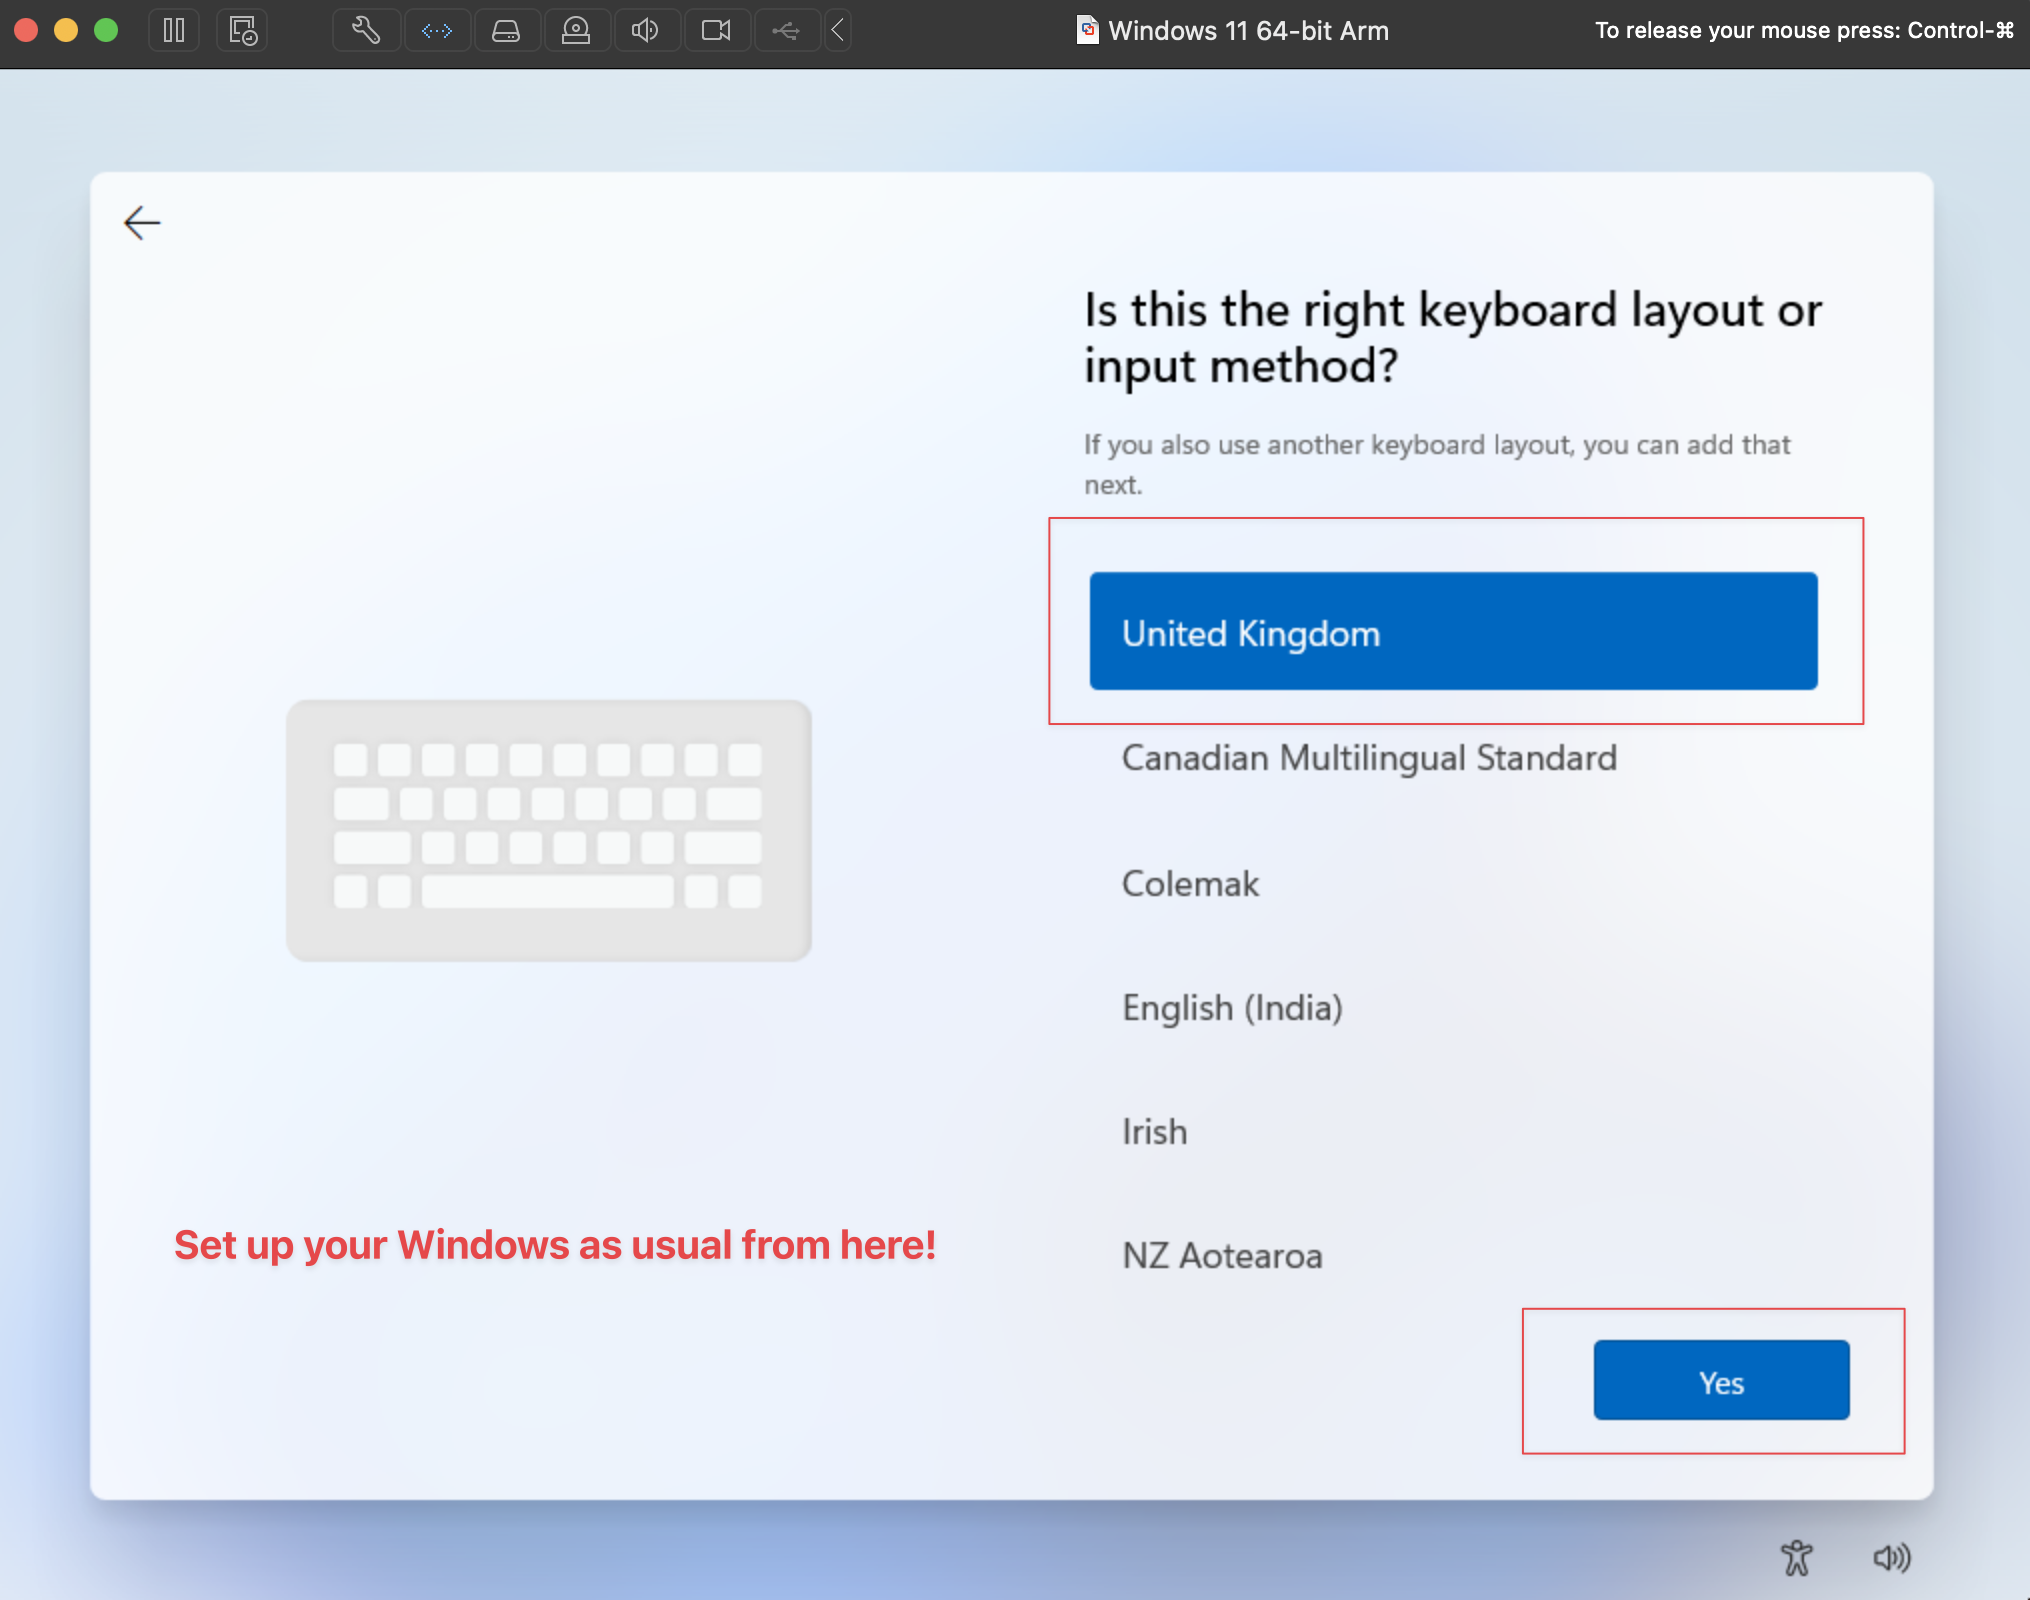 Windows 11 64-bit Arm
To release your mouse press: Control-⌘
Is this the right keyboard layout or
input method?
If you also use another keyboard layout, you can add that
next.
United Kingdom
Canadian Multilingual Standard
Colemak
English (India)
Irish
NZ Aotearoa
Set up your Windows as usual from here!
Yes